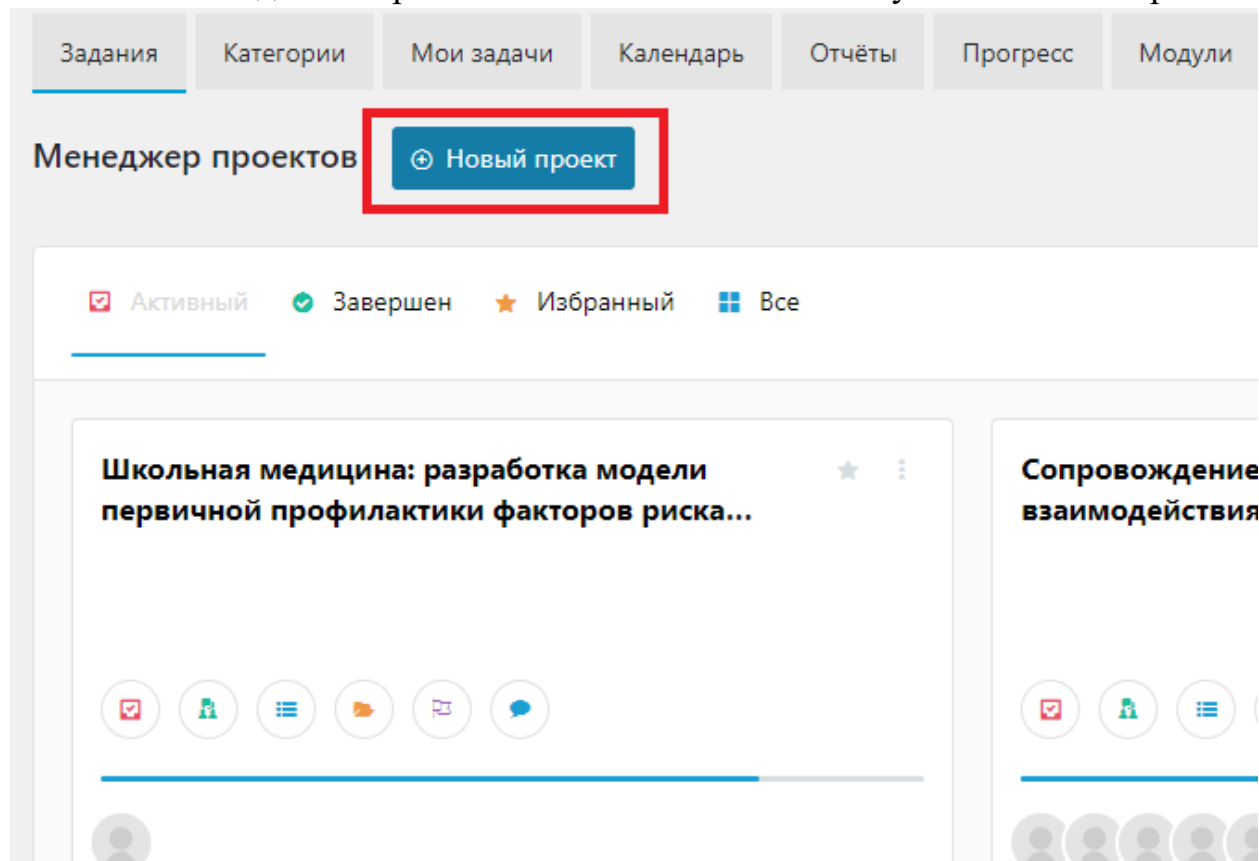 Задания Категории Мои задачи Календарь Отчёты Прогресс Модули
Менеджер проектов Новый проект
Активный Завершен Избранный Все
Школьная медицина: разработка модели
первичной профилактики факторов риска...
Сопровождение
взаимодействия